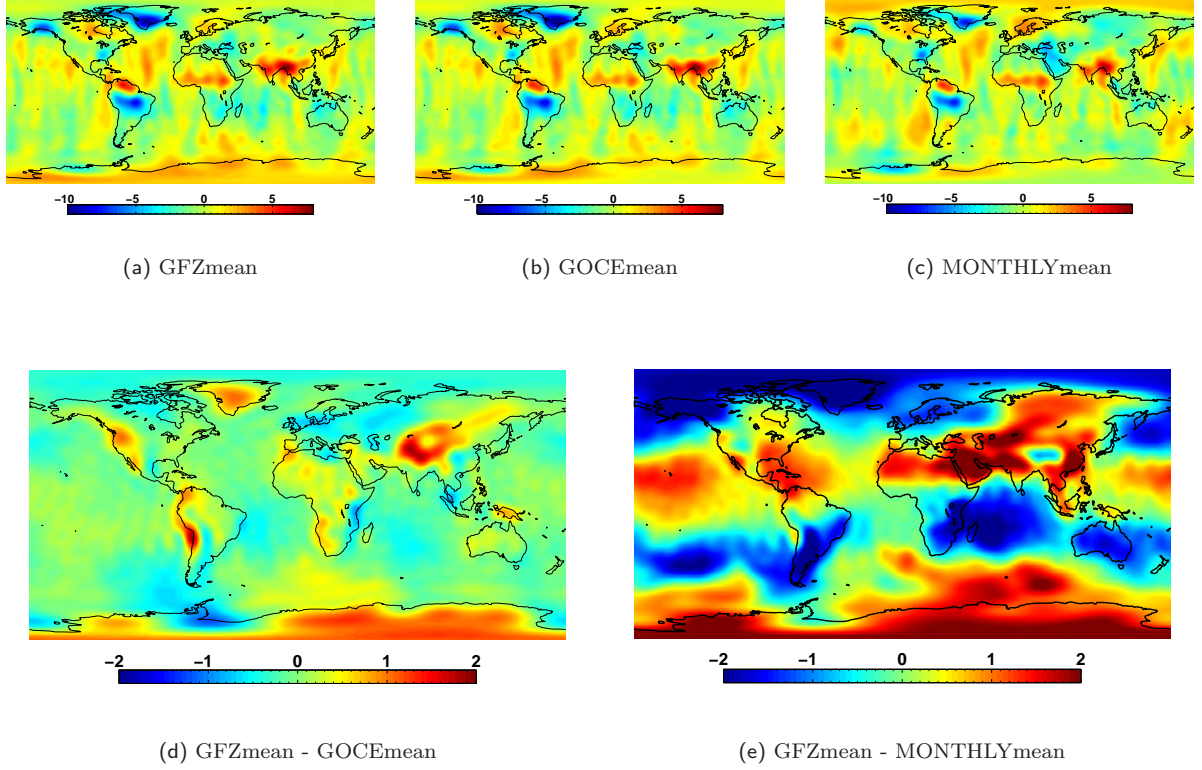 −10 −5 0 5
−10 −5 0 5
−10 −5 0 5
(a) GFZmean
(b) GOCEmean
(c) MONTHLYmean
−2 −1 0 1 2
−2 −1 0 1 2
(d) GFZmean - GOCEmean
(e) GFZmean - MONTHLYmean